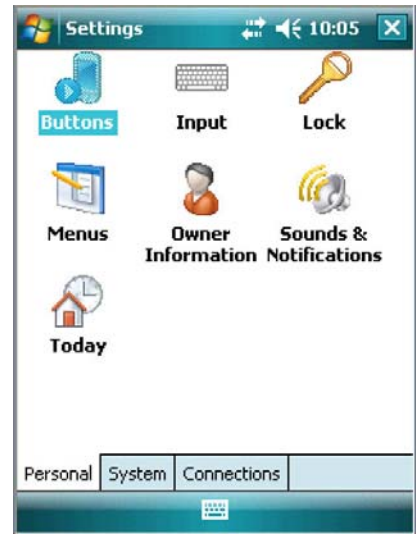 Settings 10:05
Buttons Input Lock
Menus Owner Information Sounds & Notifications
Today
Personal System Connections